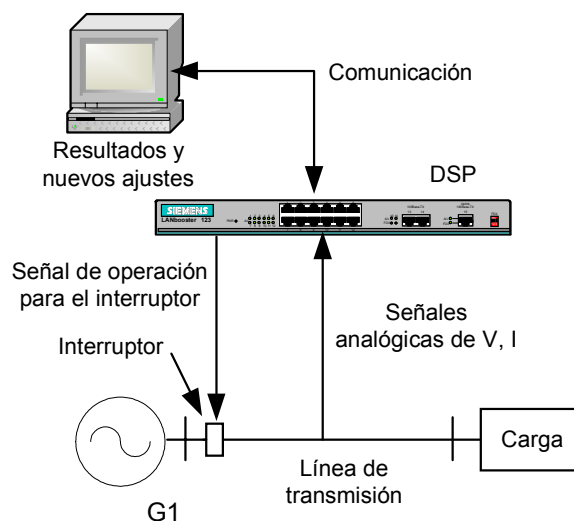 Comunicación
Resultados y
nuevos ajustes
DSP
SIEMENS
LANbooster 123
Señal de operación
para el interruptor
Señales
analógicas de V, I
Interruptor
Carga
Línea de
transmisión
G1